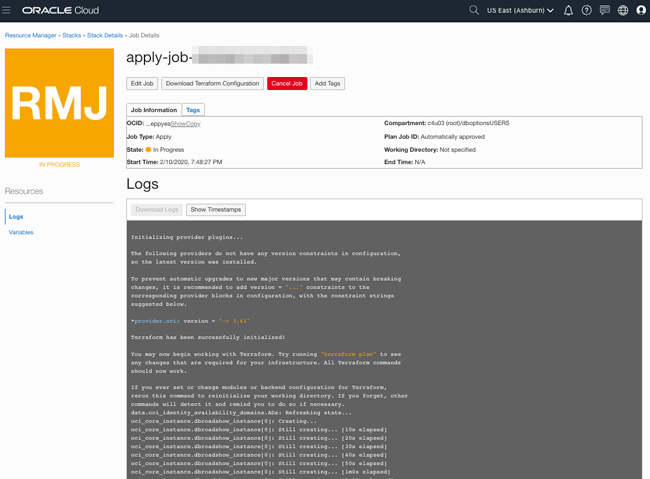 ORACLE Cloud
US East (Ashburn)
Resource Manager » Stacks » Stack Details » Job Details
RMJ
IN PROGRESS
apply-job-
Edit Job
Download Terraform Configuration
Cancel Job
Add Tags
Job Information
Tags
OCID: ...eppyesShowCopy
Compartment: c4u03 (root/dboptionsUSERS
Job Type: Apply
Plan Job ID: Automatically approved
State: In Progress
Working Directory: Not specified
Start Time: 2/10/2020, 7:48:27 PM
End Time: N/A
Resources
Logs
Variables
Logs
Download Logs
Show Timestamps
Initializing provider plugins...
The following providers do not have any version constraints in configuration,
so the latest version was installed.
To prevent automatic upgrades to new major versions that may contain breaking
changes, it is recommended to add version = "..." constraints to the
corresponding provider blocks in configuration, with the constraint strings
suggested below.
*provider.oci: version = "~> 3.61"
Terraform has been successfully initialized!
You may now begin working with Terraform. Try running "terraform plan" to see
any changes that are required for your infrastructure. All Terraform commands
should now work.
If you ever set or change modules or backend configuration for Terraform,
rerun this command to reinitialize your working directory. If you forget, other
commands will detect it and remind you to do so if necessary.
data.oci_identity_availability_domains.ADs: Refreshing state...
oci_core_instance.dbroadshow_instance[0]: Creating...
oci_core_instance.dbroadshow_instance[0]: Still creating... [10s elapsed]
oci_core_instance.dbroadshow_instance[0]: Still creating... [20s elapsed]
oci_core_instance.dbroadshow_instance[0]: Still creating... [30s elapsed]
oci_core_instance.dbroadshow_instance[0]: Still creating... [40s elapsed]
oci_core_instance.dbroadshow_instance[0]: Still creating... [50s elapsed]
oci_core_instance.dbroadshow_instance[0]: Still creating... [1m0s elapsed]